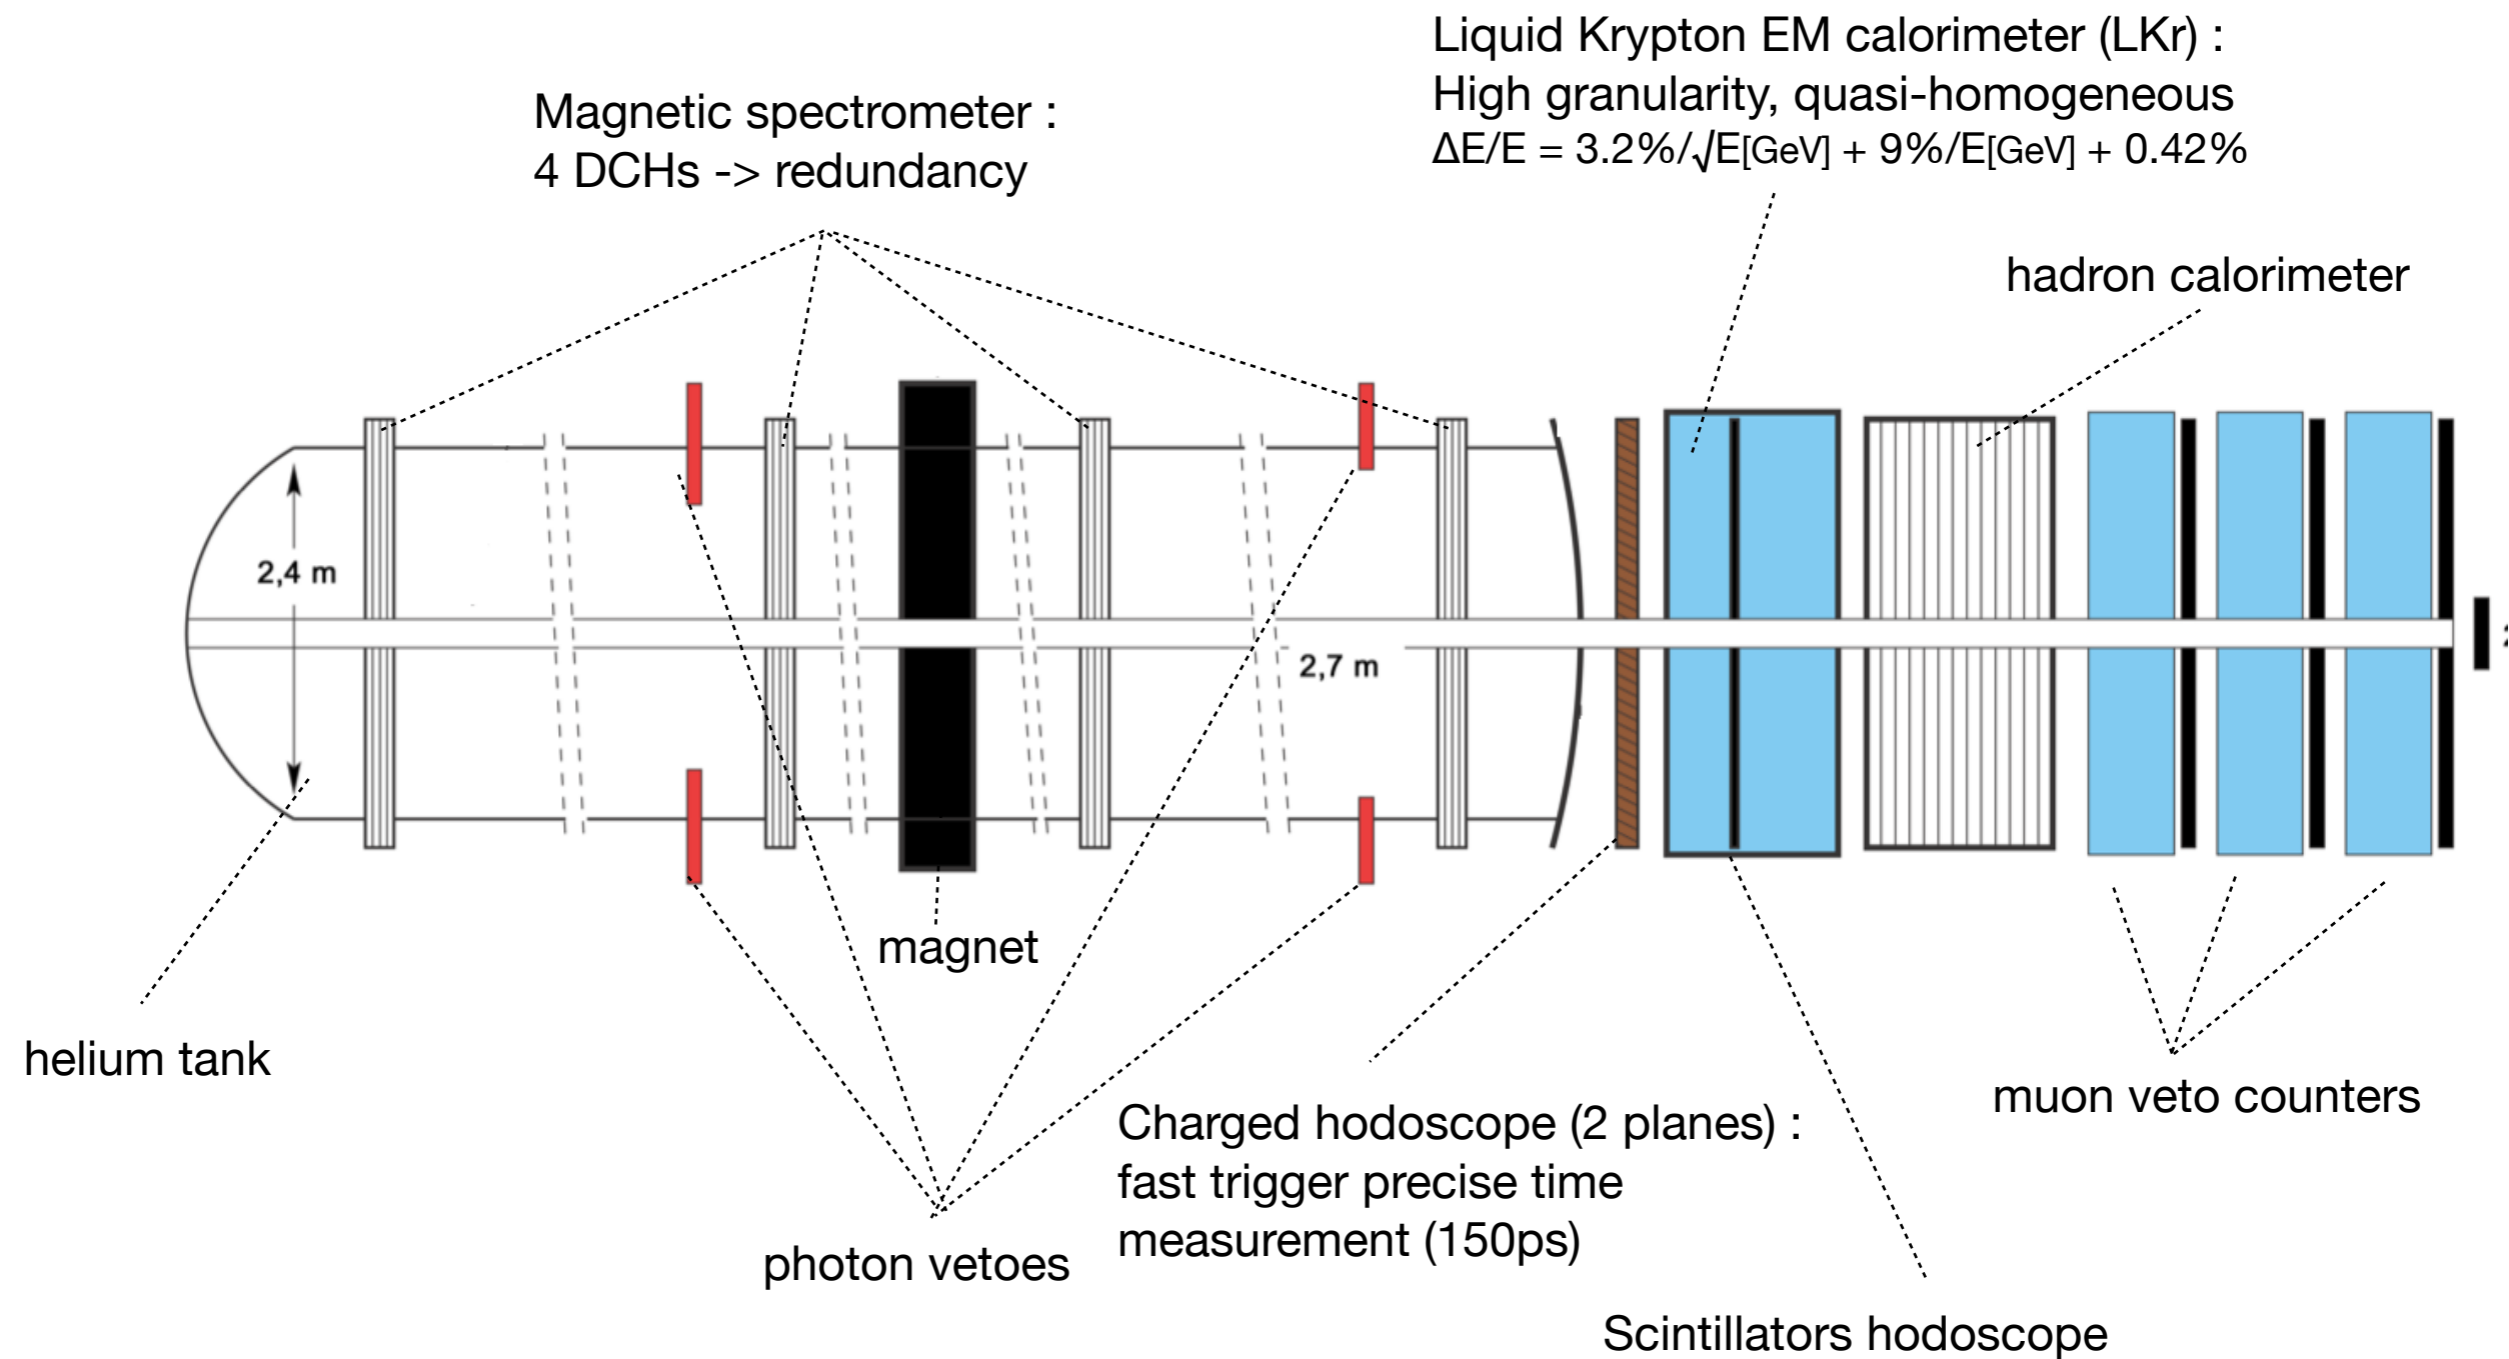 Liquid Krypton EM calorimeter (LKr) :
High granularity, quasi-homogeneous
ΔE/E = 3.2%/√E[GeV] + 9%/E[GeV] + 0.42%
Magnetic spectrometer :
4 DCHs -> redundancy
hadron calorimeter
2,4 m
2,7 m
magnet
helium tank
muon veto counters
Charged hodoscope (2 planes) :
fast trigger precise time
measurement (150ps)
photon vetoes
Scintillators hodoscope